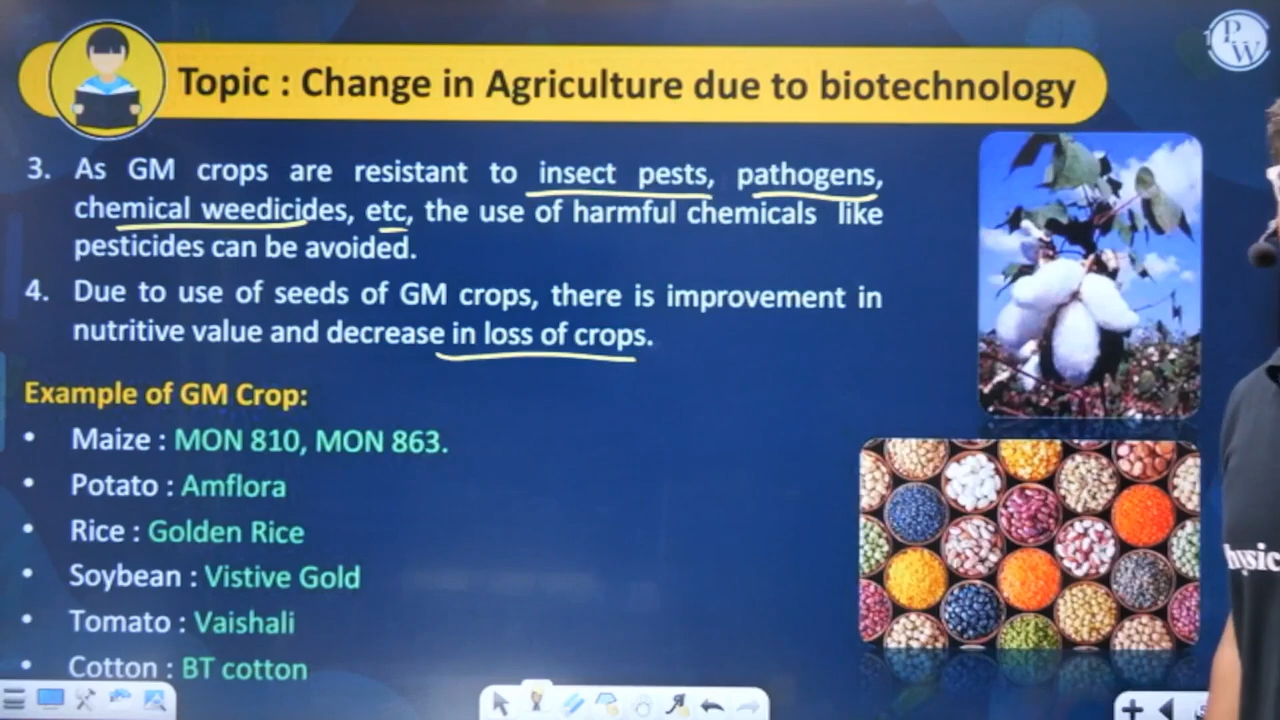 PW
Topic : Change in Agriculture due to biotechnology
3. As GM crops are resistant to insect pests, pathogens,
chemical weedicides, etc, the use of harmful chemicals like
pesticides can be avoided.
4. Due to use of seeds of GM crops, there is improvement in
nutritive value and decrease in loss of crops.
Example of GM Crop:
• Maize : MON 810, MON 863.
• Potato : Amflora
• Rice : Golden Rice
• Soybean : Vistive Gold
• Tomato : Vaishali
• Cotton : BT cotton
hysic